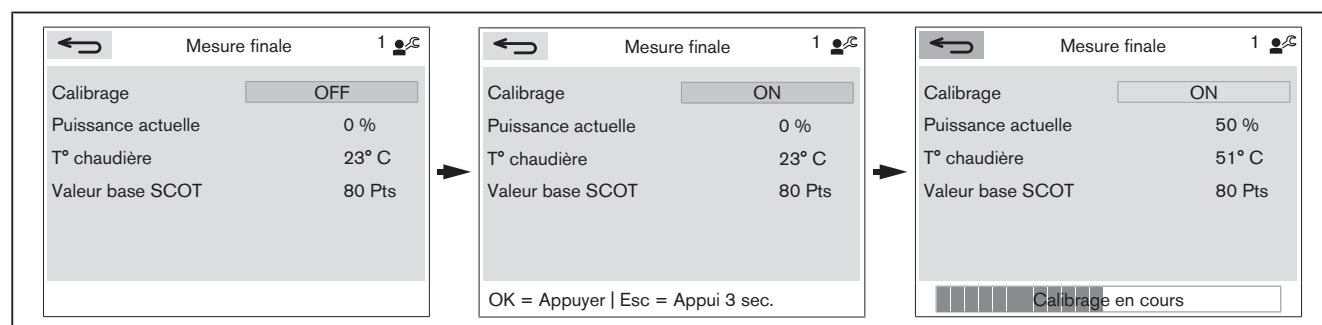 Mesure finale 1
Calibrage OFF
Puissance actuelle 0 %
T° chaudière 23° C
Valeur base SCOT 80 Pts
Mesure finale 1
Calibrage ON
Puissance actuelle 0 %
T° chaudière 23° C
Valeur base SCOT 80 Pts
OK = Appuyer | Esc = Appui 3 sec.
Mesure finale 1
Calibrage ON
Puissance actuelle 50 %
T° chaudière 51° C
Valeur base SCOT 80 Pts
Calibrage en cours